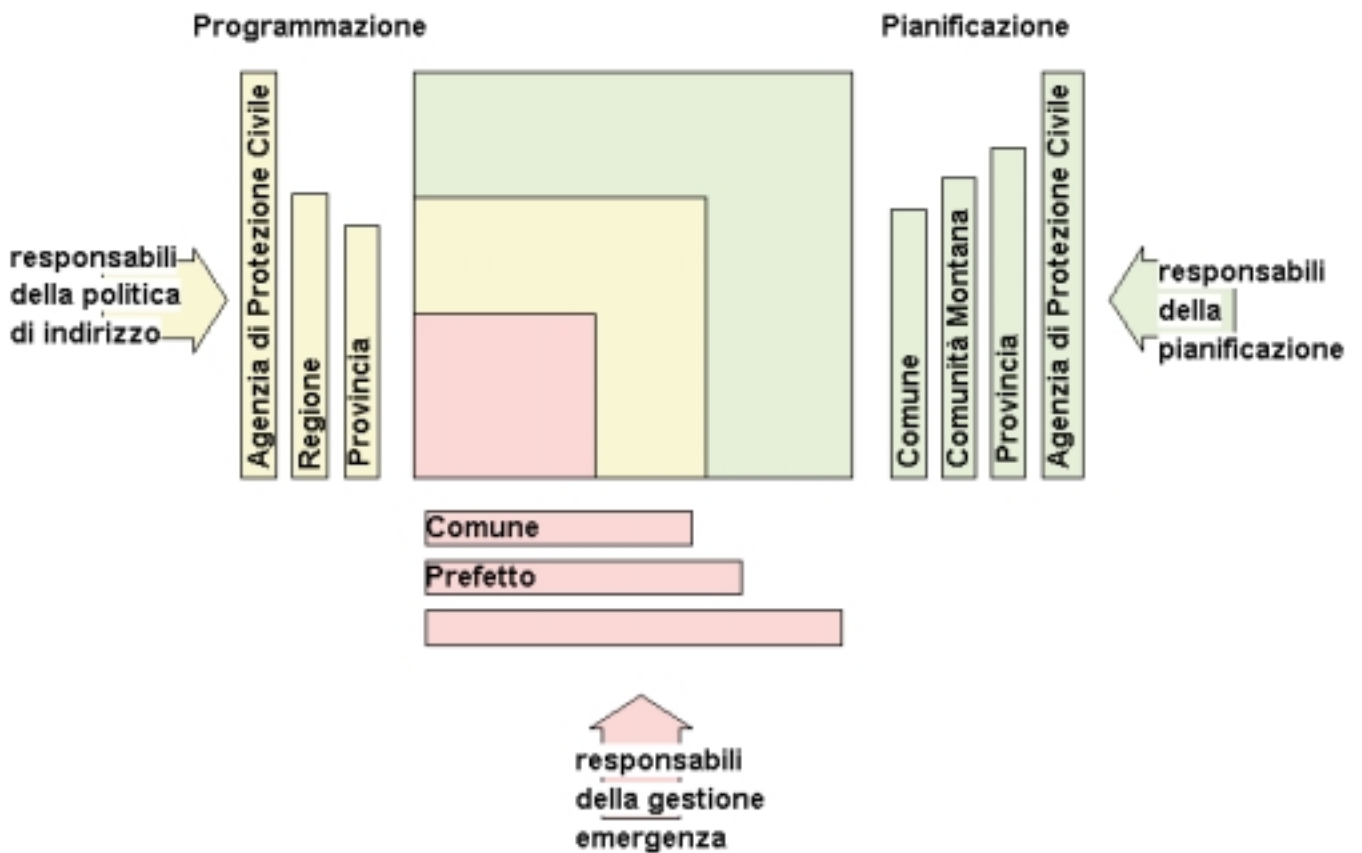 Programmazione
Pianificazione
responsabili
della politica
di indirizzo
Agenzia di Protezione Civile
Regione
Provincia
Comune
Comunità Montana
Provincia
Agenzia di Protezione Civile
responsabili
della
pianificazione
Comune
Prefetto
responsabili
della gestione
emergenza